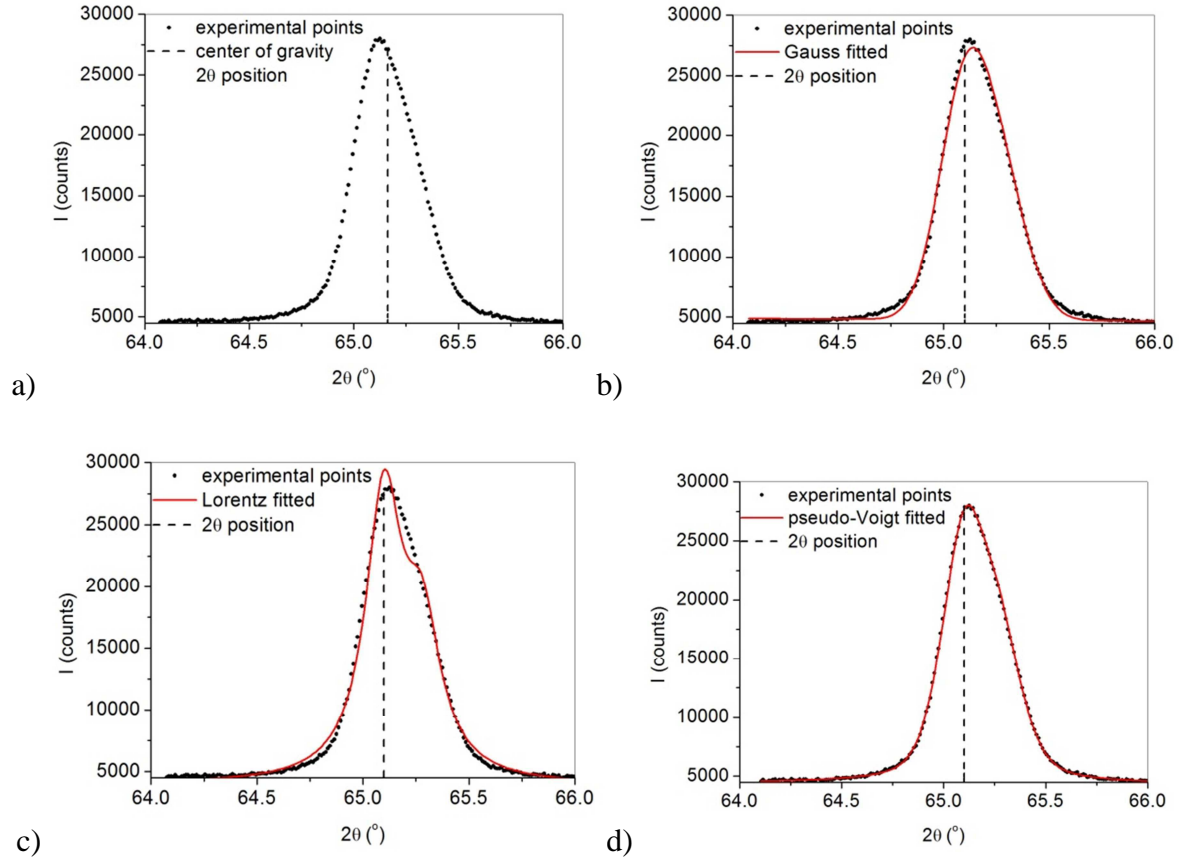 a)
30000
25000
20000
15000
10000
5000
I (counts)
experimental points
center of gravity
2θ position
64.0
64.5
65.0
65.5
66.0
2θ (°)
b)
30000
25000
20000
15000
10000
5000
I (counts)
experimental points
Gauss fitted
2θ position
64.0
64.5
65.0
65.5
66.0
2θ (°)
c)
30000
25000
20000
15000
10000
5000
I (counts)
experimental points
Lorentz fitted
2θ position
64.0
64.5
65.0
65.5
66.0
2θ (°)
d)
30000
25000
20000
15000
10000
5000
I (counts)
experimental points
pseudo-Voigt fitted
2θ position
64.0
64.5
65.0
65.5
66.0
2θ (°)